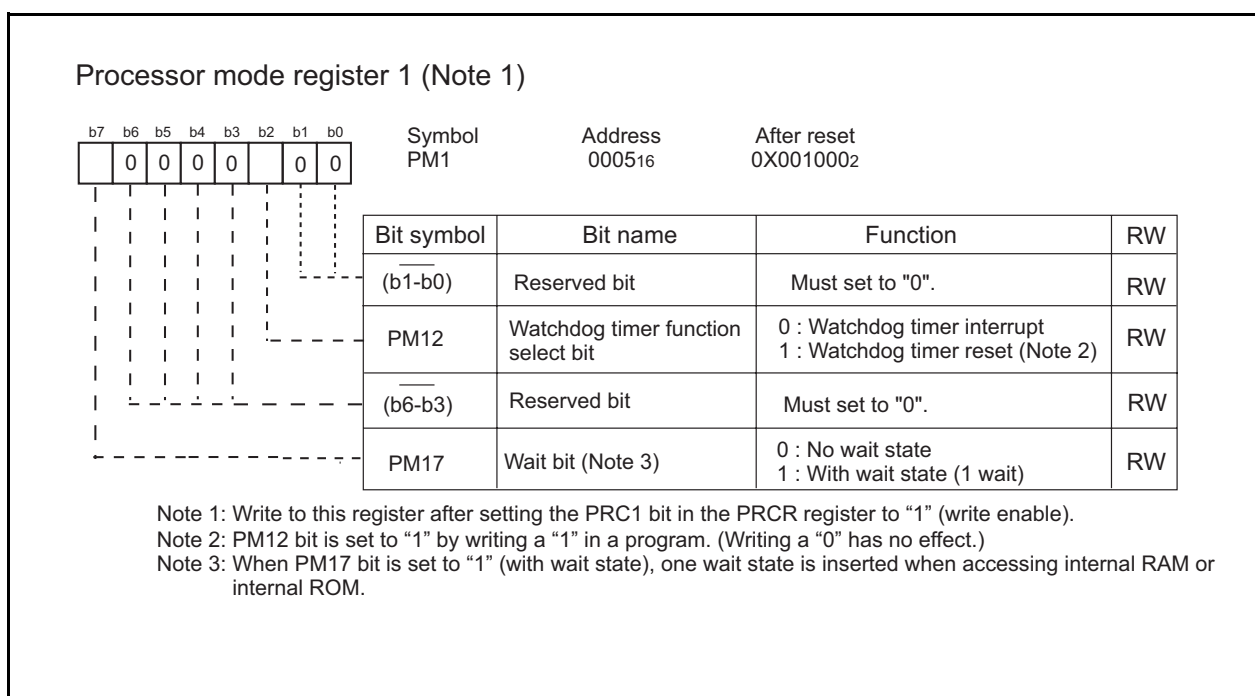 Processor mode register 1 (Note 1)
b7 b6 b5 b4 b3 b2 b1 b0
0 0 0 0 0 0
Symbol Address After reset
PM1 000516 0X0010002
Bit symbol Bit name Function RW
(b1-b0) Reserved bit Must set to "0". RW
PM12 Watchdog timer function select bit 0 : Watchdog timer interrupt RW
1 : Watchdog timer reset (Note 2)
(b6-b3) Reserved bit Must set to "0". RW
PM17 Wait bit (Note 3) 0 : No wait state RW
1 : With wait state (1 wait)
Note 1: Write to this register after setting the PRC1 bit in the PRCR register to “1” (write enable).
Note 2: PM12 bit is set to “1” by writing a “1” in a program. (Writing a “0” has no effect.)
Note 3: When PM17 bit is set to “1” (with wait state), one wait state is inserted when accessing internal RAM or
internal ROM.